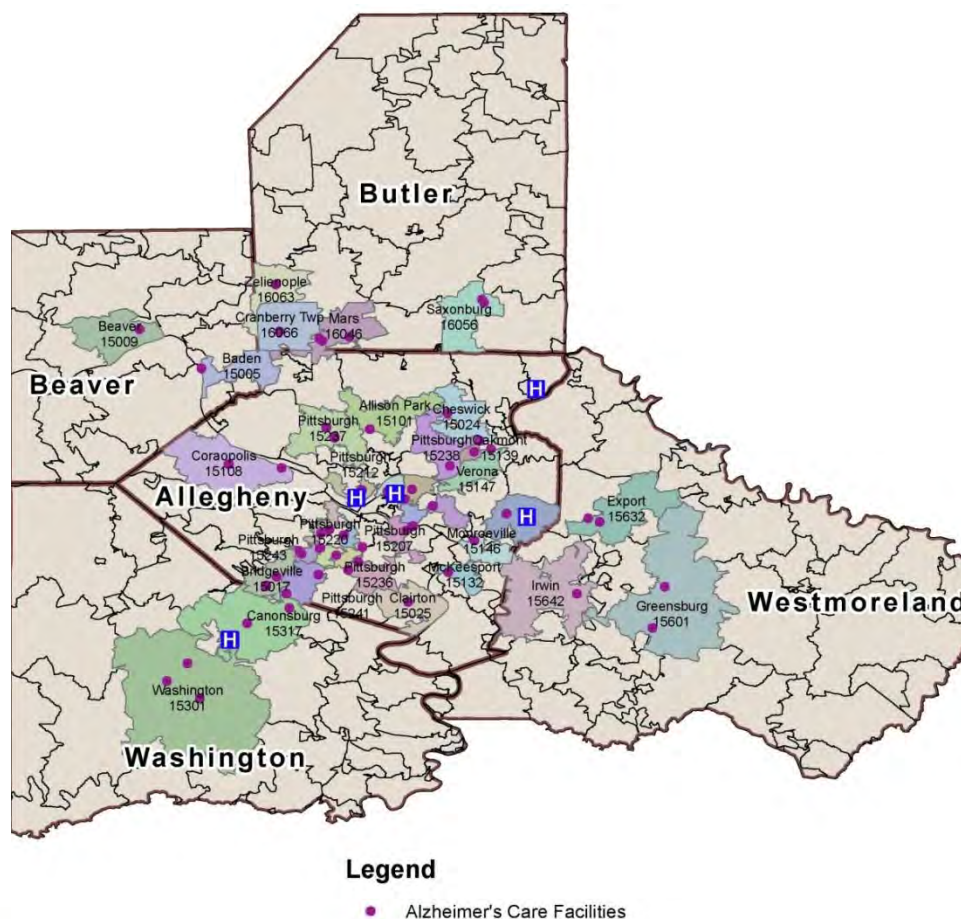 Butler
Zelienople
16063
Cranberry Twp
16066
Mars
16046
Saxonburg
16056
Beaver
15009
Baden
15005
Beaver
H
Allison Park
15101
Cheswick
15024
Pittsburgh
15237
Pittsburgh
15238
Oakmont
15139
Coraopolis
15108
Pittsburgh
15212
Verona
15147
Allegheny
H
H
H
Export
15632
Pittsburgh
15220
Pittsburgh
15207
Monroeville
15146
Pittsburgh
15243
Bridgeville
15017
Pittsburgh
15236
McKeesport
15132
Irwin
15642
Pittsburgh
15241
Clairton
15025
Greensburg
15601
Westmoreland
Canonsburg
15317
H
Washington
15301
Washington
Legend
Alzheimer's Care Facilities